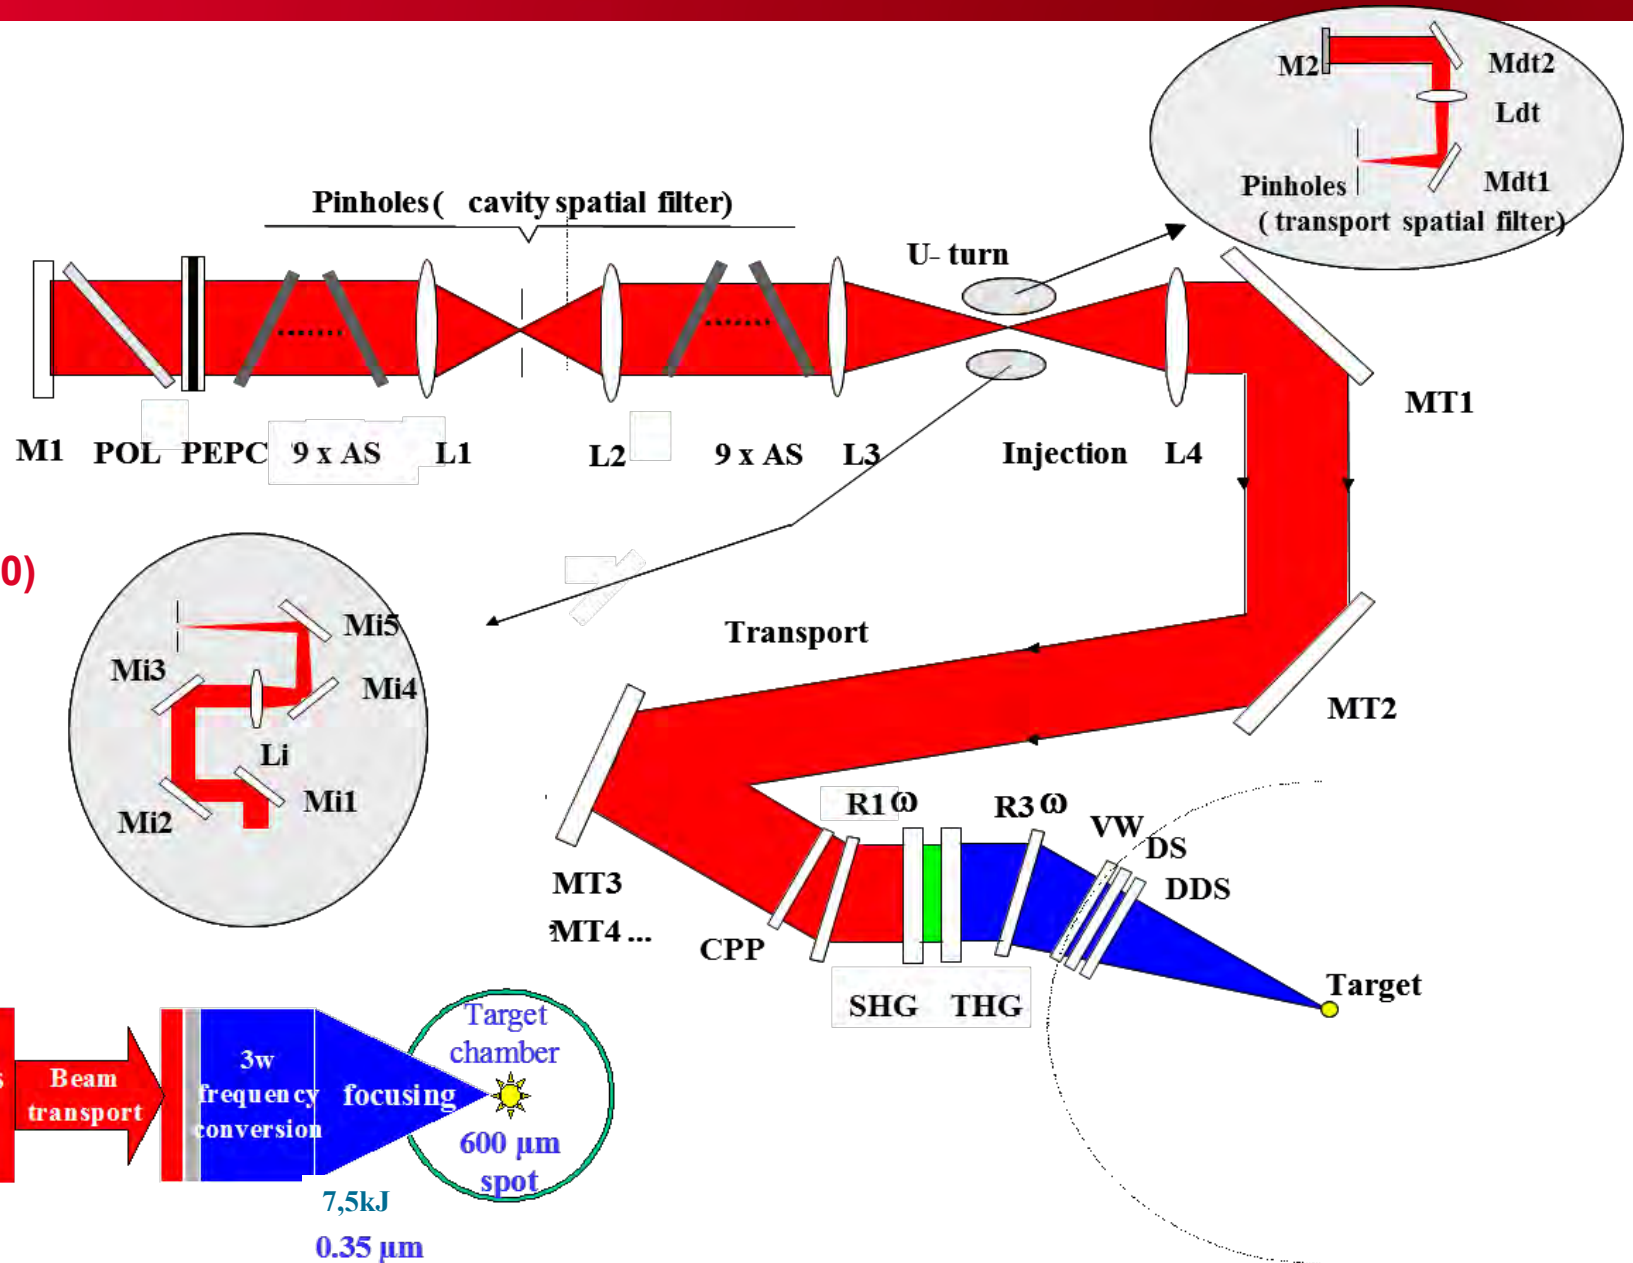 M2
Mdt2
Ldt
Pinholes
Mdt1
( transport spatial filter)
Pinholes ( cavity spatial filter)
U- turn
MT1
M1 POL PEPC 9 x AS L1 L2 9 x AS L3 Injection L4
0)
Mi5
Mi3
Mi4
Li
Mi1
Mi2
Transport
MT2
R1ω
R3ω
VW
DS
DDS
MT3
,MT4 ...
CPP
SHG THG
Target
Beam
transport
3w
frequency
conversion
focusing
Target
chamber
600 µm
spot
7,5kJ
0.35 µm